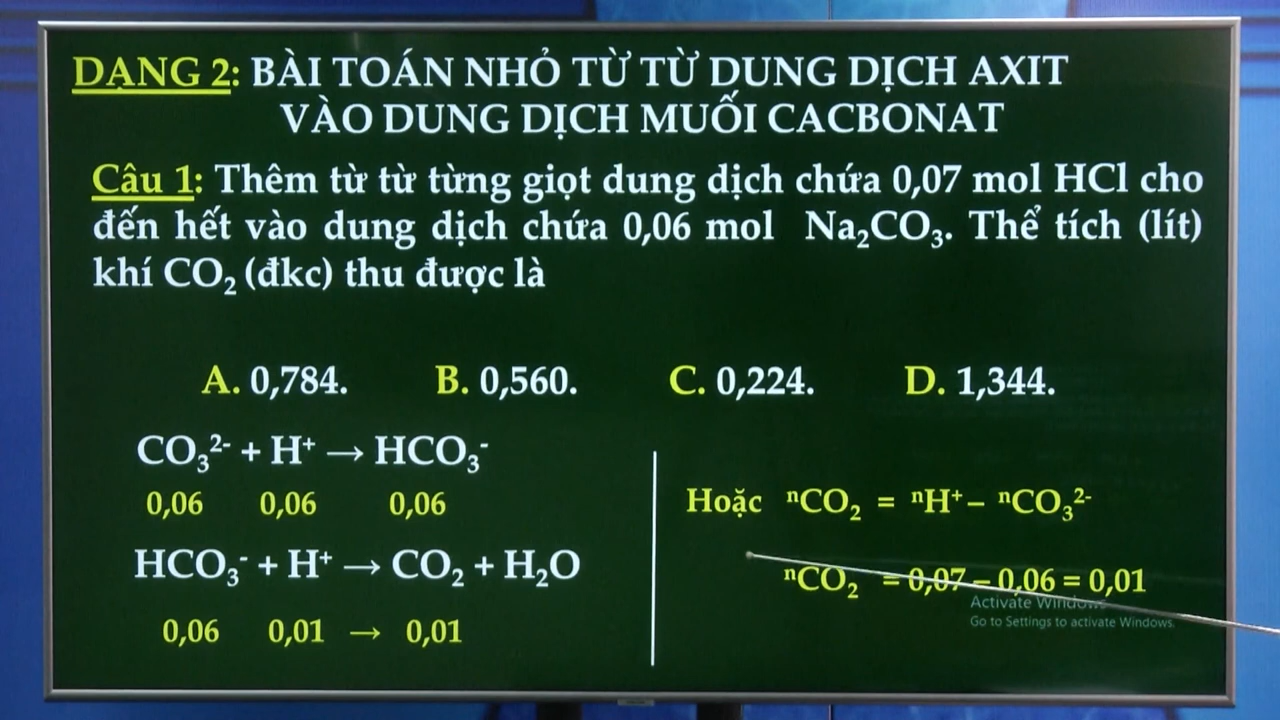 DẠNG 2: BÀI TOÁN NHỎ TỪ TỪ DUNG DỊCH AXIT
VÀO DUNG DỊCH MUỐI CACBONAT
Câu 1: Thêm từ từ từng giọt dung dịch chứa 0,07 mol HCl cho
đến hết vào dung dịch chứa 0,06 mol Na₂CO₃. Thể tích (lít)
khí CO₂ (đkc) thu được là
A. 0,784. B. 0,560. C. 0,224. D. 1,344.
CO₃²⁻ + H⁺ → HCO₃⁻
0,06 0,06 0,06
HCO₃⁻ + H⁺ → CO₂ + H₂O
0,06 0,01 → 0,01
Hoặc ⁿCO₂ = ⁿH⁺ – ⁿCO₃²⁻
ⁿCO₂ = 0,07 – 0,06 = 0,01
Activate Windows
Go to Settings to activate Windows.